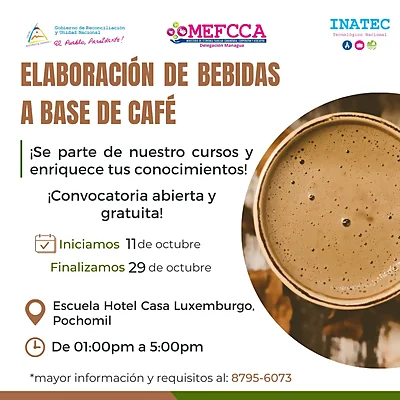 Gobierno de Reconciliación
y Unidad Nacional
El Pueblo, Presidente!
MEFCCA
Delegación Managua
INATEC
Tecnológico Nacional
ELABORACIÓN DE BEBIDAS
A BASE DE CAFÉ
¡Se parte de nuestro cursos y
enriquece tus conocimientos!
¡Convocatoria abierta y
gratuita!
Iniciamos 11 de octubre
Finalizamos 29 de octubre
Escuela Hotel Casa Luxemburgo,
Pochomil
De 01:00pm a 5:00pm
*mayor información y requisitos al: 8795-6073